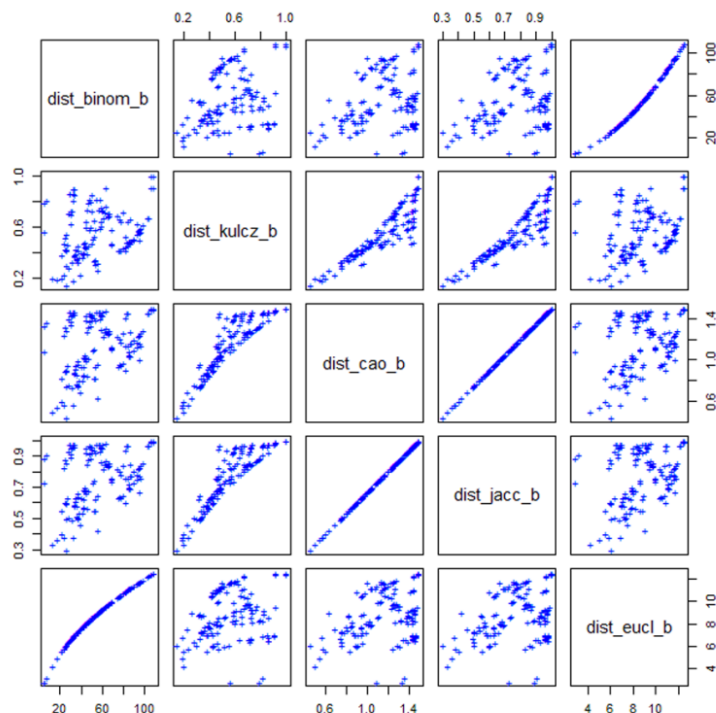 0.2 0.6 1.0
0.3 0.5 0.7 0.9
dist_binom_b
20 60 100
0.2 0.6 1.0
dist_kulcz_b
dist_cao_b
0.6 1.0 1.4
0.3 0.5 0.7 0.9
dist_jacc_b
dist_eucl_b
4 6 8 10
20 60 100
0.6 1.0 1.4
4 6 8 10